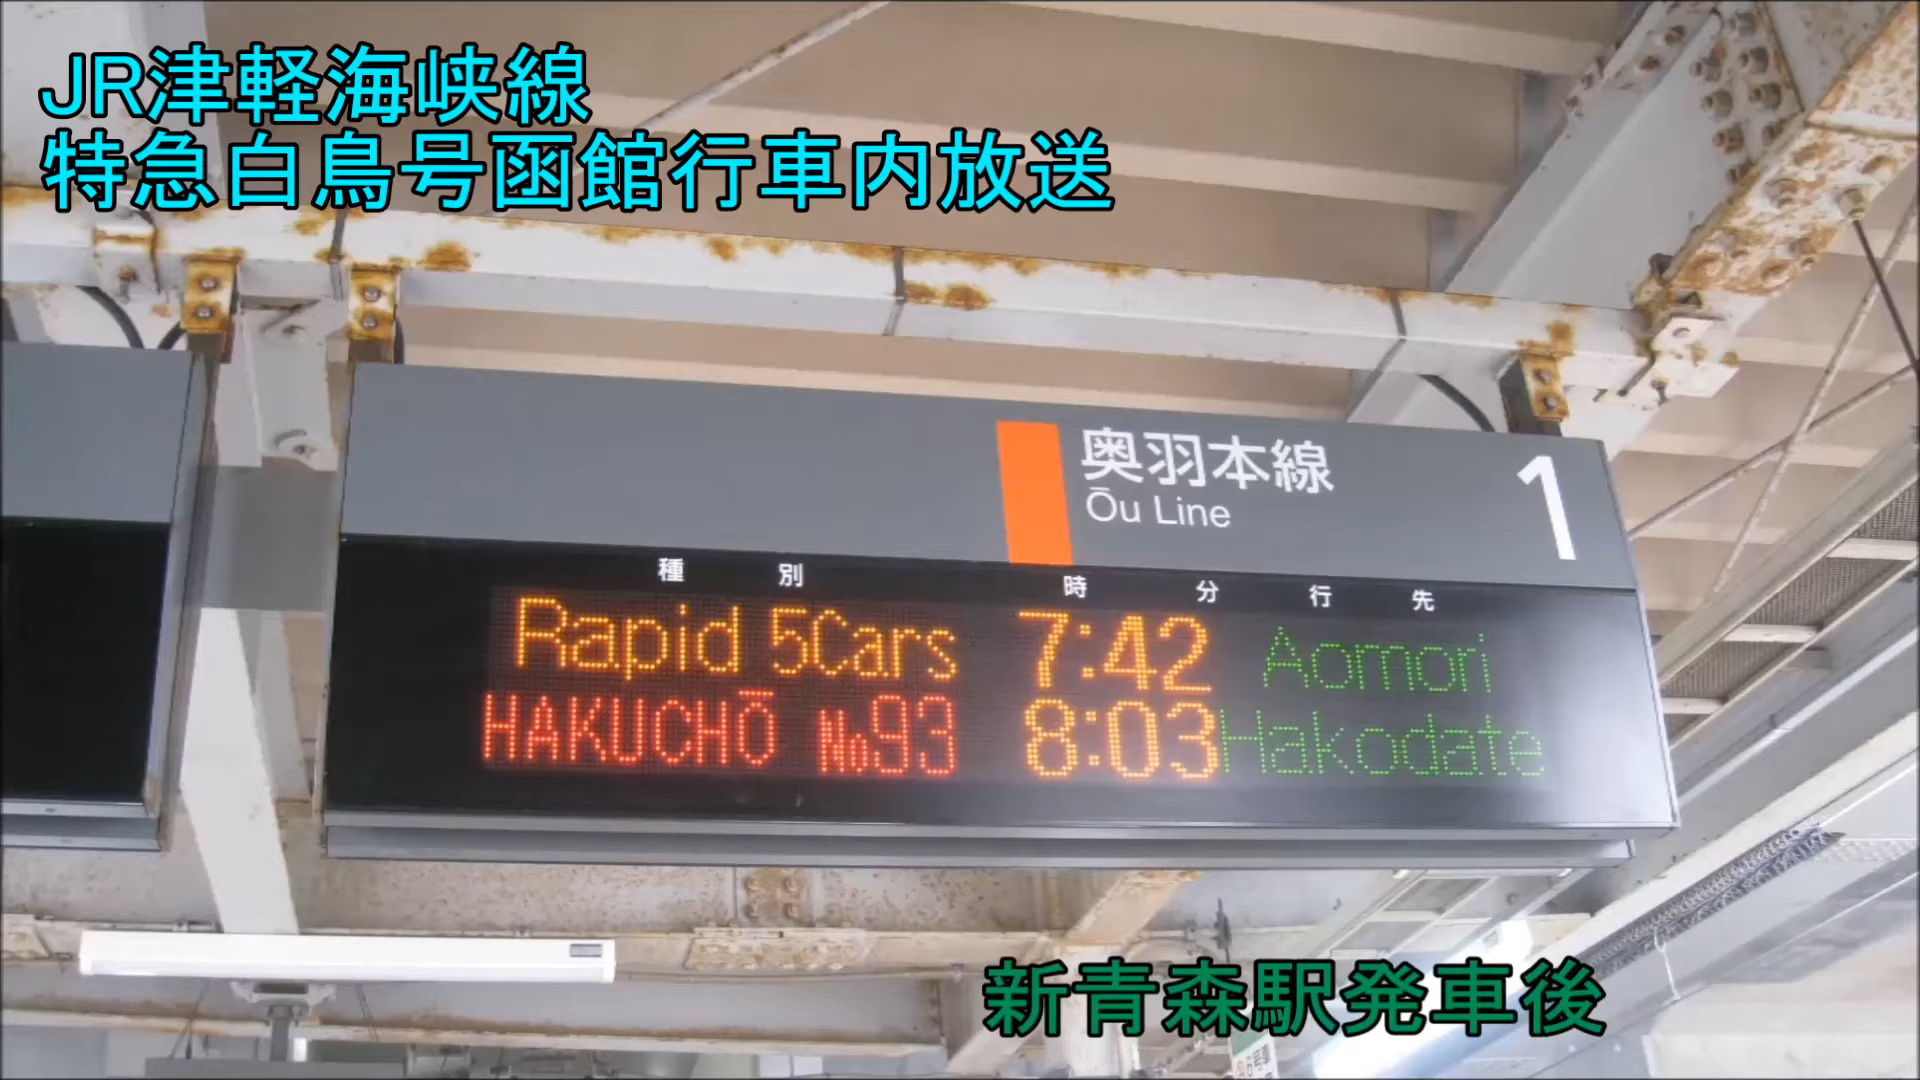 JR津軽海峡線
特急白鳥号函館行車内放送
奥羽本線
Ōu Line
1
種別 時分 行先
Rapid 5Cars 7:42 Aomori
HAKUCHŌ No93 8:03 Hakodate
新青森駅発車後